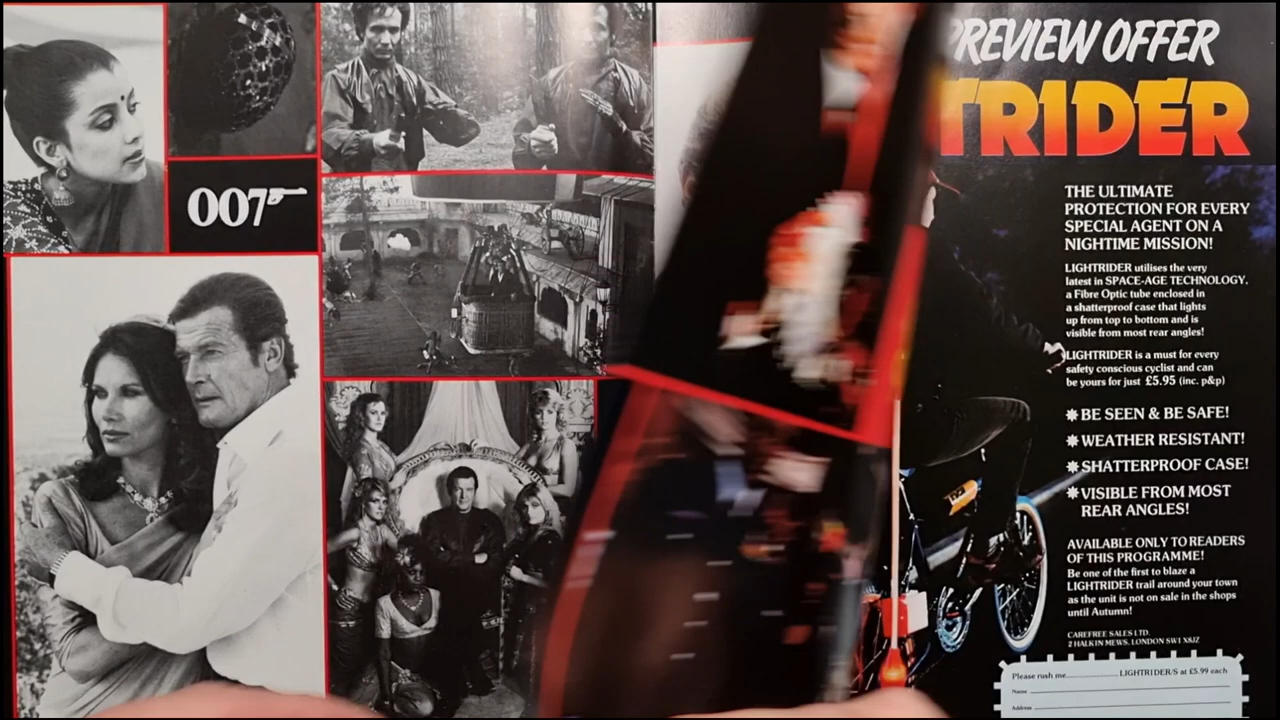 007
PREVIEW OFFER
TRIDER
THE ULTIMATE
PROTECTION FOR EVERY
SPECIAL AGENT ON A
NIGHTIME MISSION!
LIGHTRIDER utilises the very
latest in SPACE-AGE TECHNOLOGY,
a Fibre Optic tube enclosed in
a shatterproof case that lights
up from top to bottom and is
visible from most rear angles!
LIGHTRIDER is a must for every
safety conscious cyclist and can
be yours for just £5.95 (inc. p&p)
✸ BE SEEN & BE SAFE!
✸ WEATHER RESISTANT!
✸ SHATTERPROOF CASE!
✸ VISIBLE FROM MOST
REAR ANGLES!
AVAILABLE ONLY TO READERS
OF THIS PROGRAMME!
Be one of the first to blaze a
LIGHTRIDER trail around your town
as the unit is not on sale in the shops
until Autumn!
CAREFREE SALES LTD.
2 HALKIN MEWS, LONDON SW1 X8JZ
Please rush me............ LIGHTRIDER/S at £5.99 each
Name
Address